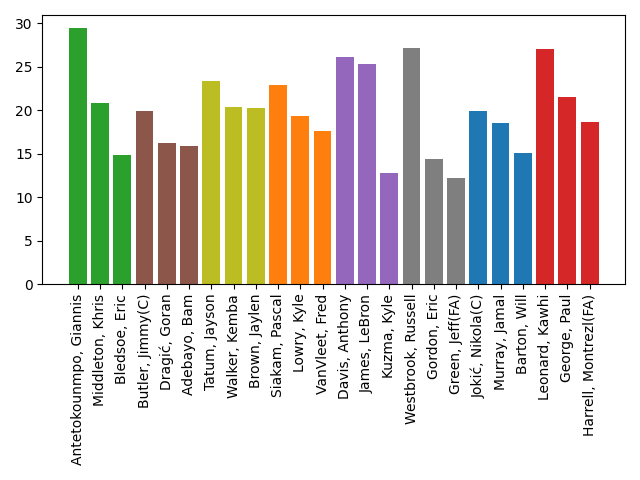 30
25
20
15
10
5
0
Antetokounmpo, Giannis
Middleton, Khris
Bledsoe, Eric
Butler, Jimmy(C)
Dragić, Goran
Adebayo, Bam
Tatum, Jayson
Walker, Kemba
Brown, Jaylen
Siakam, Pascal
Lowry, Kyle
VanVleet, Fred
Davis, Anthony
James, LeBron
Kuzma, Kyle
Westbrook, Russell
Gordon, Eric
Green, Jeff(FA)
Jokić, Nikola(C)
Murray, Jamal
Barton, Will
Leonard, Kawhi
George, Paul
Harrell, Montrezl(FA)